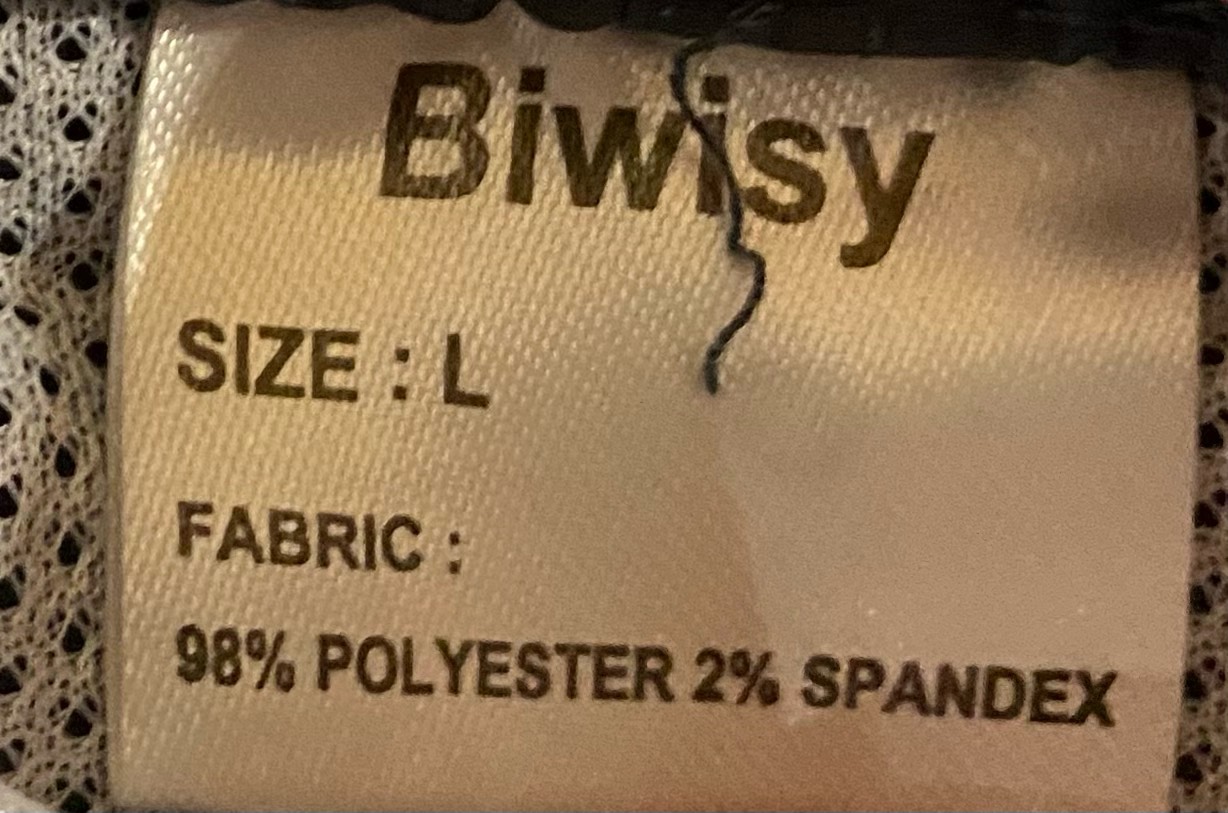 Biwisy
SIZE : L
FABRIC :
98% POLYESTER 2% SPANDEX